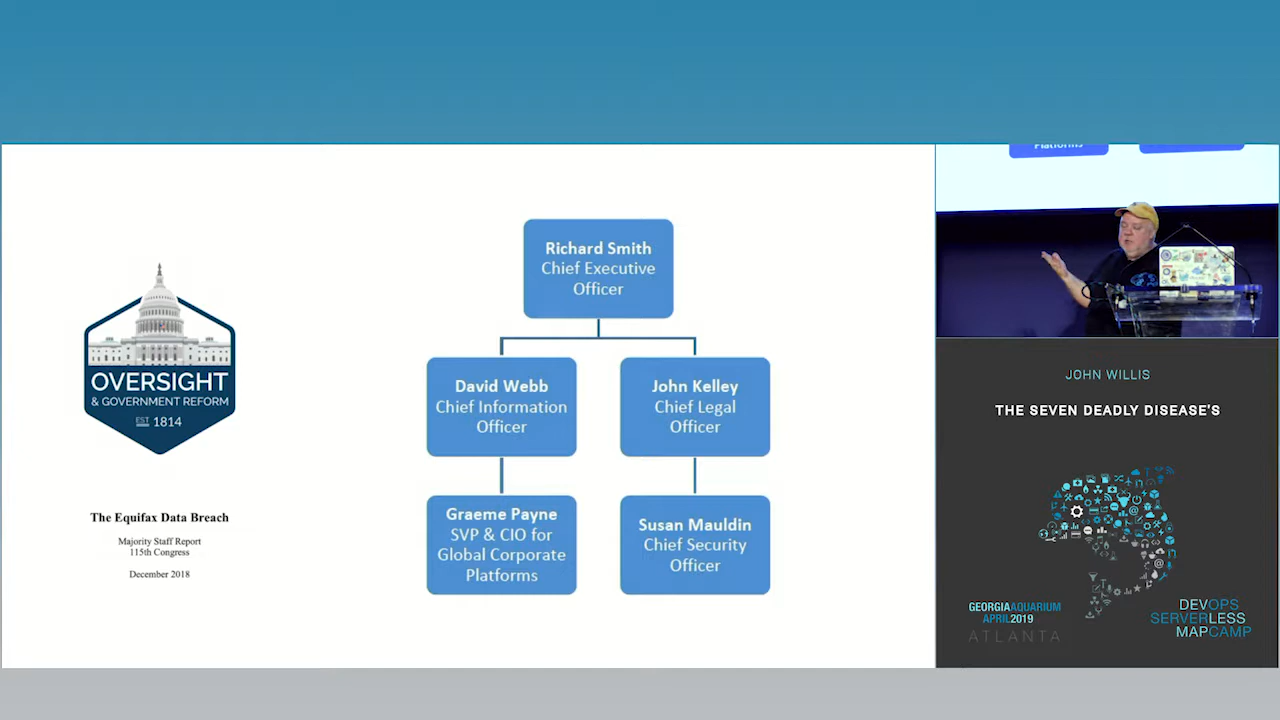 OVERSIGHT
& GOVERNMENT REFORM
EST 1814
The Equifax Data Breach
Majority Staff Report
115th Congress
December 2018
Richard Smith
Chief Executive
Officer
David Webb
Chief Information
Officer
John Kelley
Chief Legal
Officer
Graeme Payne
SVP & CIO for
Global Corporate
Platforms
Susan Mauldin
Chief Security
Officer
Platforms
JOHN WILLIS
THE SEVEN DEADLY DISEASE'S
GEORGIAAQUARIUM
APRIL2019
ATLANTA
DEVOPS
SERVERLESS
MAPCAMP